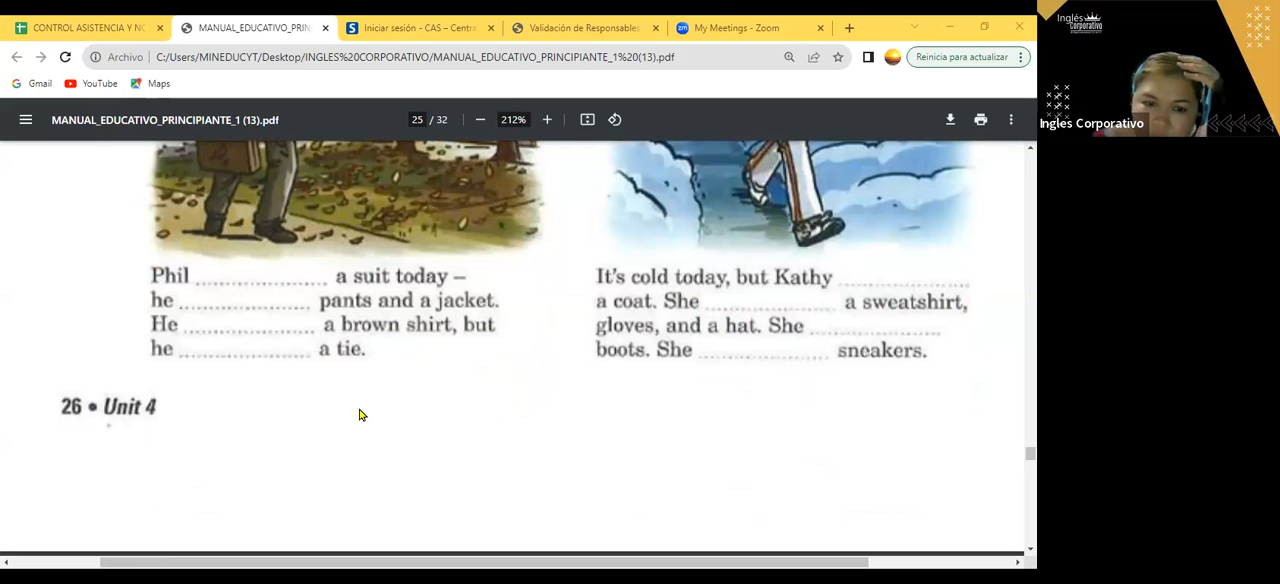 CONTROL ASISTENCIA Y NO
MANUAL_EDUCATIVO_PRIN
Iniciar sesión - CAS – Centra
Validación de Responsables
My Meetings - Zoom
Archivo
C:/Users/MINEDUCYT/Desktop/INGLES%20CORPORATIVO/MANUAL_EDUCATIVO_PRINCIPIANTE_1%20(13).pdf
Reinicia para actualizar
Gmail
YouTube
Maps
MANUAL_EDUCATIVO_PRINCIPIANTE_1 (13).pdf
25 / 32
212%
Phil .......................... a suit today –
he .......................... pants and a jacket.
He .......................... a brown shirt, but
he .......................... a tie.
It's cold today, but Kathy ..........................
a coat. She .......................... a sweatshirt,
gloves, and a hat. She ..........................
boots. She .......................... sneakers.
26 • Unit 4
Inglés
Corporativo
Ingles Corporativo